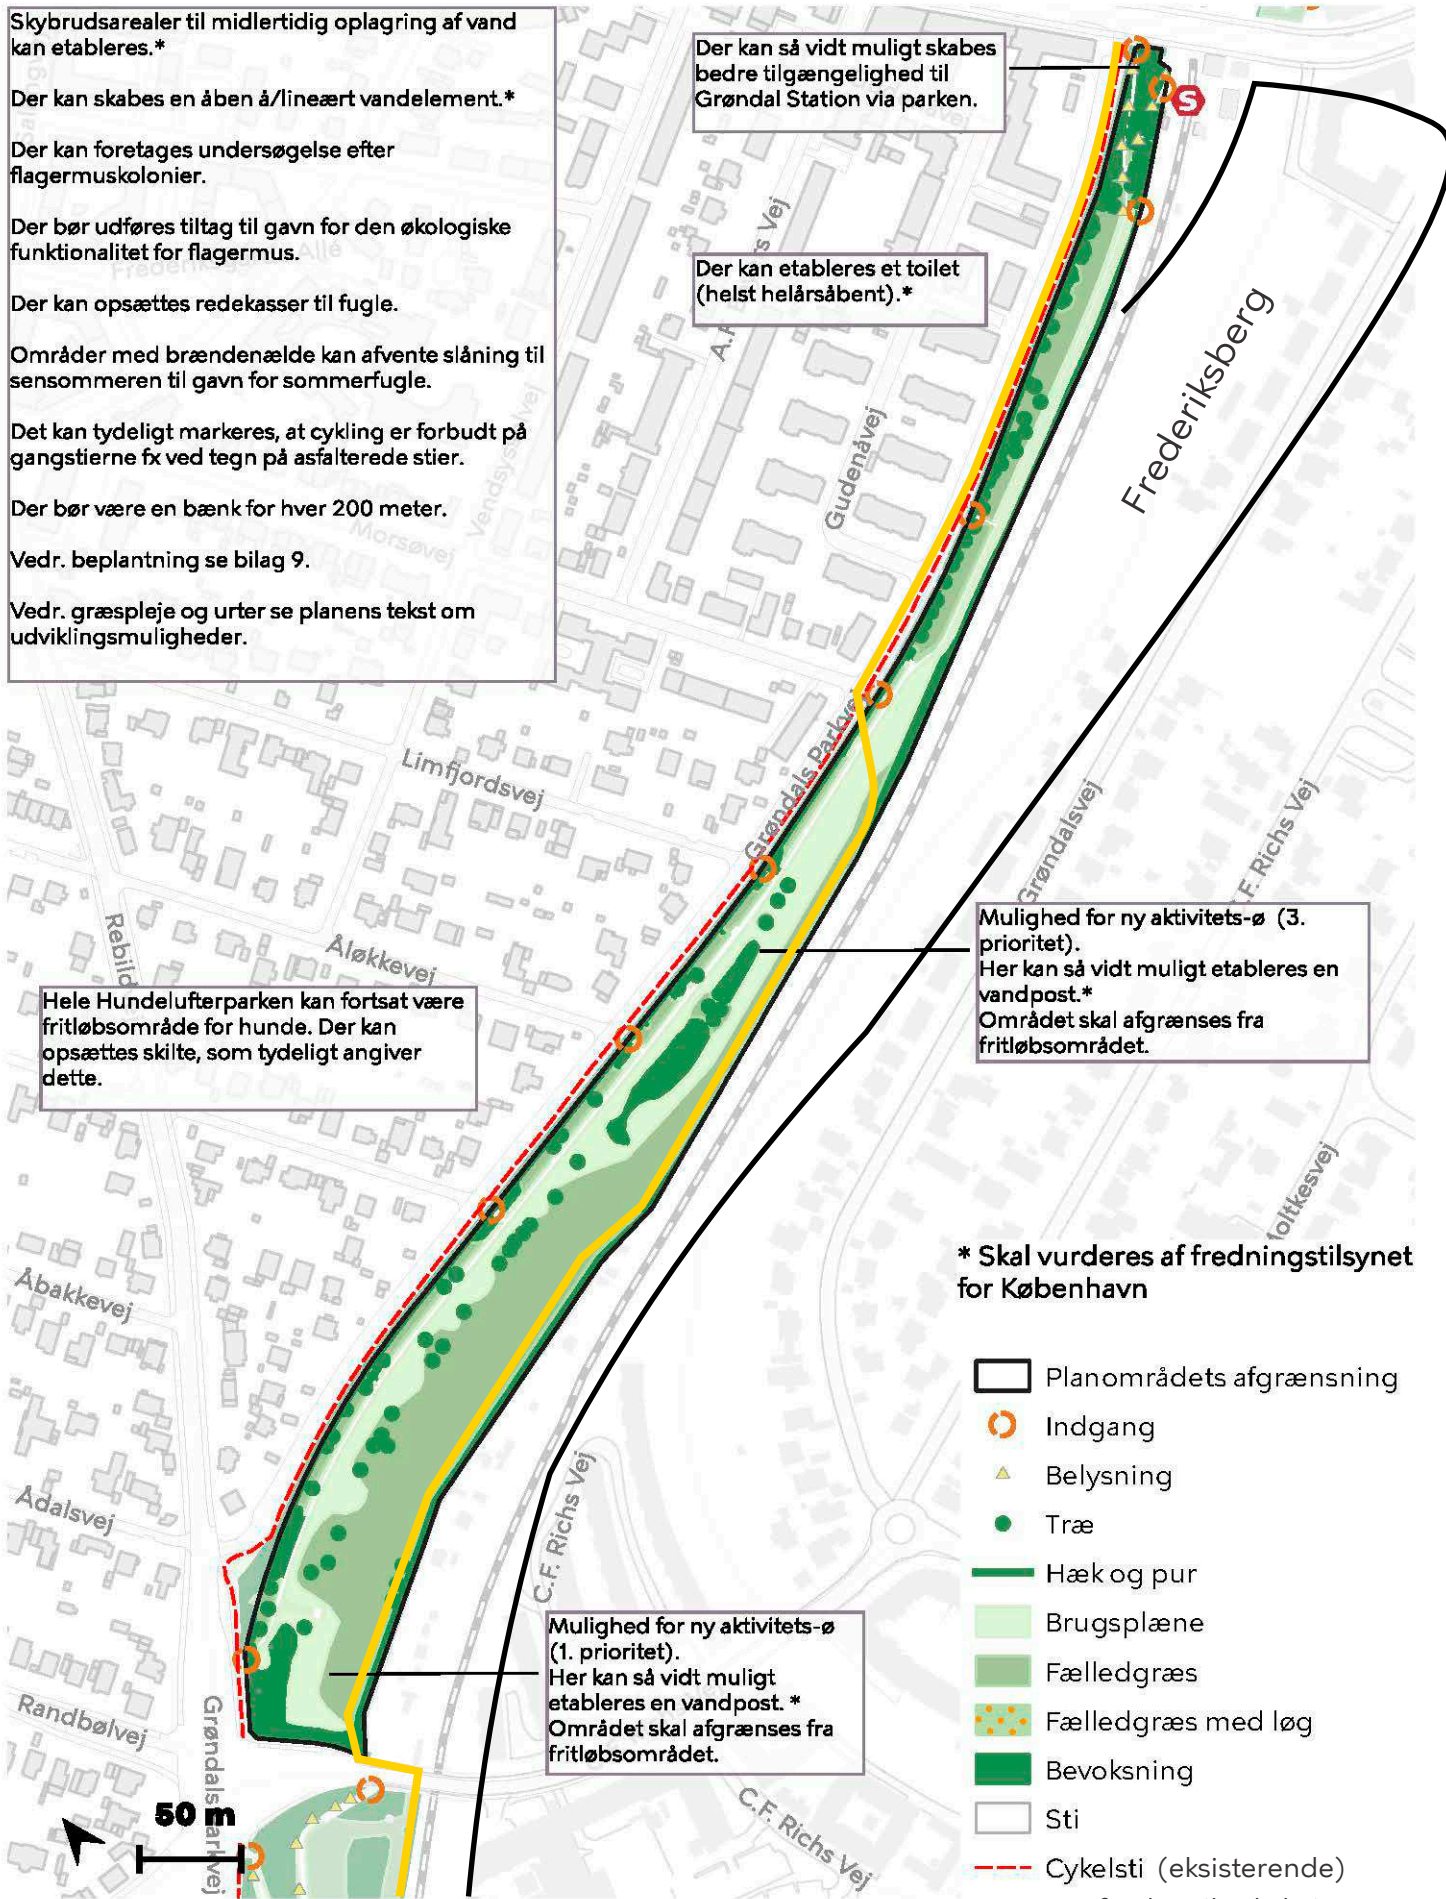 Skybrudsarealer til midlertidig oplagring af vand
kan etableres.*
Der kan skabes en åben å/lineært vandelement.*
Der kan foretages undersøgelse efter
flagermuskolonier.
Der bør udføres tiltag til gavn for den økologiske
funktionalitet for flagermus.
Der kan opsættes redekasser til fugle.
Områder med brændenælde kan afvente slåning til
sensommeren til gavn for sommerfugle.
Det kan tydeligt markeres, at cykling er forbudt på
gangstierne fx ved tegn på asfalterede stier.
Der bør være en bænk for hver 200 meter.
Vedr. beplantning se bilag 9.
Vedr. græspleje og urter se planens tekst om
udviklingsmuligheder.
Der kan så vidt muligt skabes
bedre tilgængelighed til
Grøndal Station via parken.
S
Der kan etableres et toilet
(helst helårsåbent).*
Vej
Gudenåvej
Frederiksberg
Morsøvej
Vendsysselvej
Limfjordsvej
Grøndals Parkvej
Grøndalsvej
C.F. Richs Vej
Åløkkevej
Mulighed for ny aktivitets-ø (3.
prioritet).
Her kan så vidt muligt etableres en
vandpost.*
Området skal afgrænses fra
fritløbsområdet.
Hele Hundelufterparken kan fortsat være
fritløbsområde for hunde. Der kan
opsættes skilte, som tydeligt angiver
dette.
Åbakkevej
Ådalsvej
Randbølvej
C.F. Richs Vej
Mulighed for ny aktivitets-ø
(1. prioritet).
Her kan så vidt muligt
etableres en vandpost. *
Området skal afgrænses fra
fritløbsområdet.
C.F. Richs Vej
50 m
* Skal vurderes af fredningstilsynet
for København
Planområdets afgrænsning
Indgang
Belysning
Træ
Hæk og pur
Brugsplæne
Fælledgræs
Fælledgræs med løg
Bevoksning
Sti
Cykelsti (eksisterende)